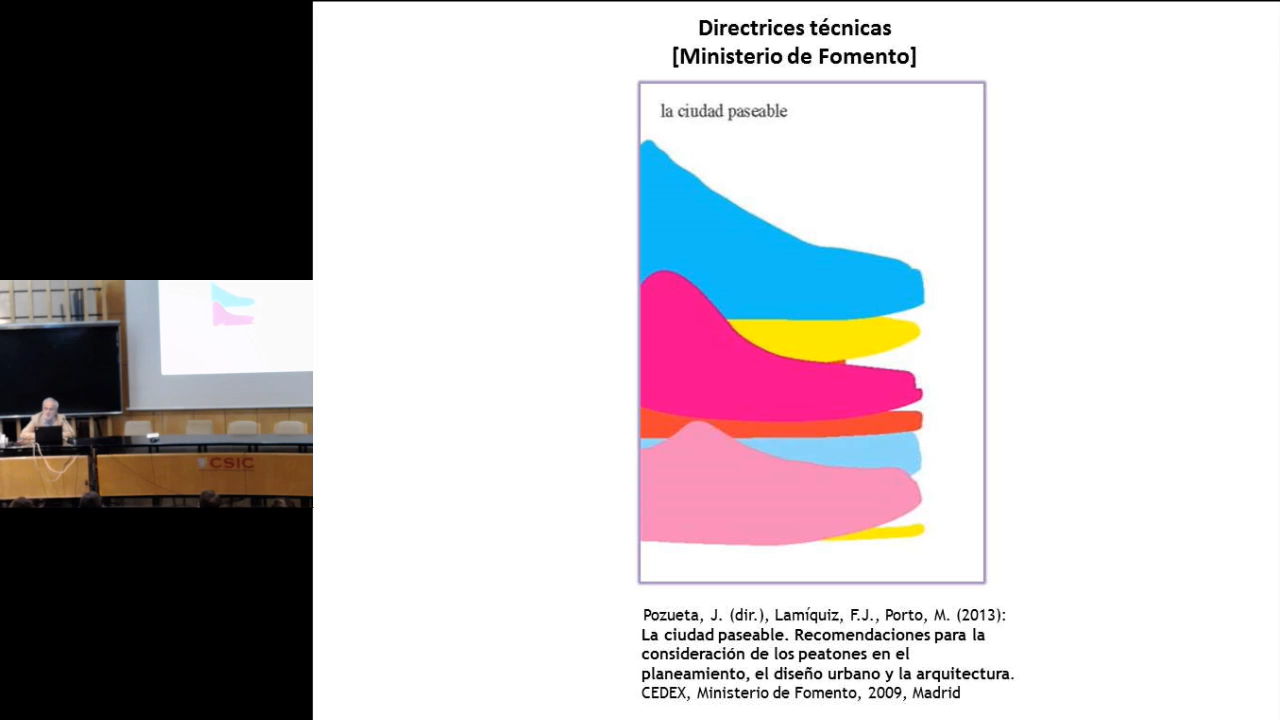 Directrices técnicas
[Ministerio de Fomento]
la ciudad paseable
CSIC
Pozueta, J. (dir.), Lamíquiz, F.J., Porto, M. (2013):
La ciudad paseable. Recomendaciones para la
consideración de los peatones en el
planeamiento, el diseño urbano y la arquitectura.
CEDEX, Ministerio de Fomento, 2009, Madrid